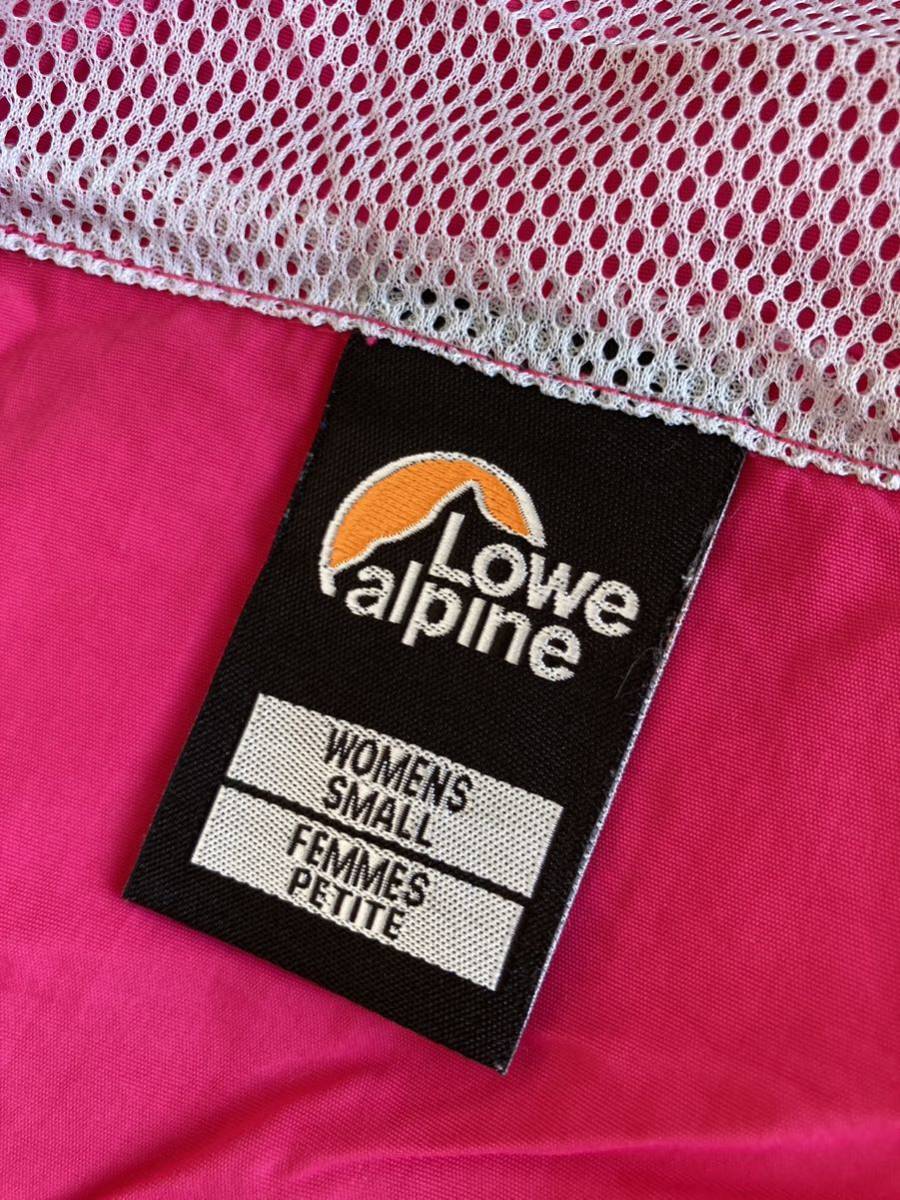 Lowe
alpine
WOMENS
SMALL
FEMMES
PETITE